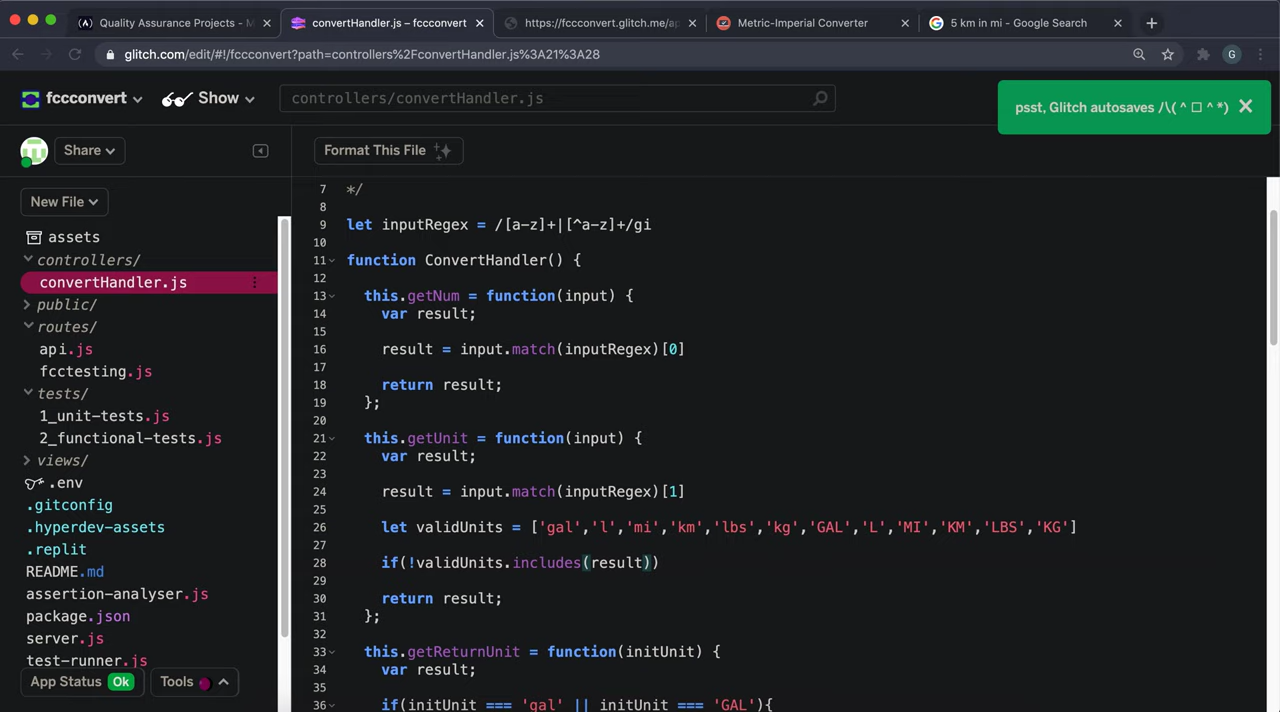 Quality Assurance Projects - M
convertHandler.js – fccconvert
https://fccconvert.glitch.me/ap
Metric-Imperial Converter
5 km in mi - Google Search
glitch.com/edit/#!/fccconvert?path=controllers%2FconvertHandler.js%3A21%3A28
G
fccconvert
Show
controllers/convertHandler.js
psst, Glitch autosaves /\( ^ □ ^ *)
Share
Format This File
New File
assets
controllers/
convertHandler.js
public/
routes/
api.js
fcctesting.js
tests/
1_unit-tests.js
2_functional-tests.js
views/
.env
.gitconfig
.hyperdev-assets
.replit
README.md
assertion-analyser.js
package.json
server.js
test-runner.js
App Status Ok
Tools
7 */
8
9 let inputRegex = /[a-z]+|[^a-z]+/gi
10
11 function ConvertHandler() {
12
13 this.getNum = function(input) {
14 var result;
15
16 result = input.match(inputRegex)[0]
17
18 return result;
19 };
20
21 this.getUnit = function(input) {
22 var result;
23
24 result = input.match(inputRegex)[1]
25
26 let validUnits = ['gal','l','mi','km','lbs','kg','GAL','L','MI','KM','LBS','KG']
27
28 if(!validUnits.includes(result))
29
30 return result;
31 };
32
33 this.getReturnUnit = function(initUnit) {
34 var result;
35
36 if(initUnit === 'gal' || initUnit === 'GAL'){